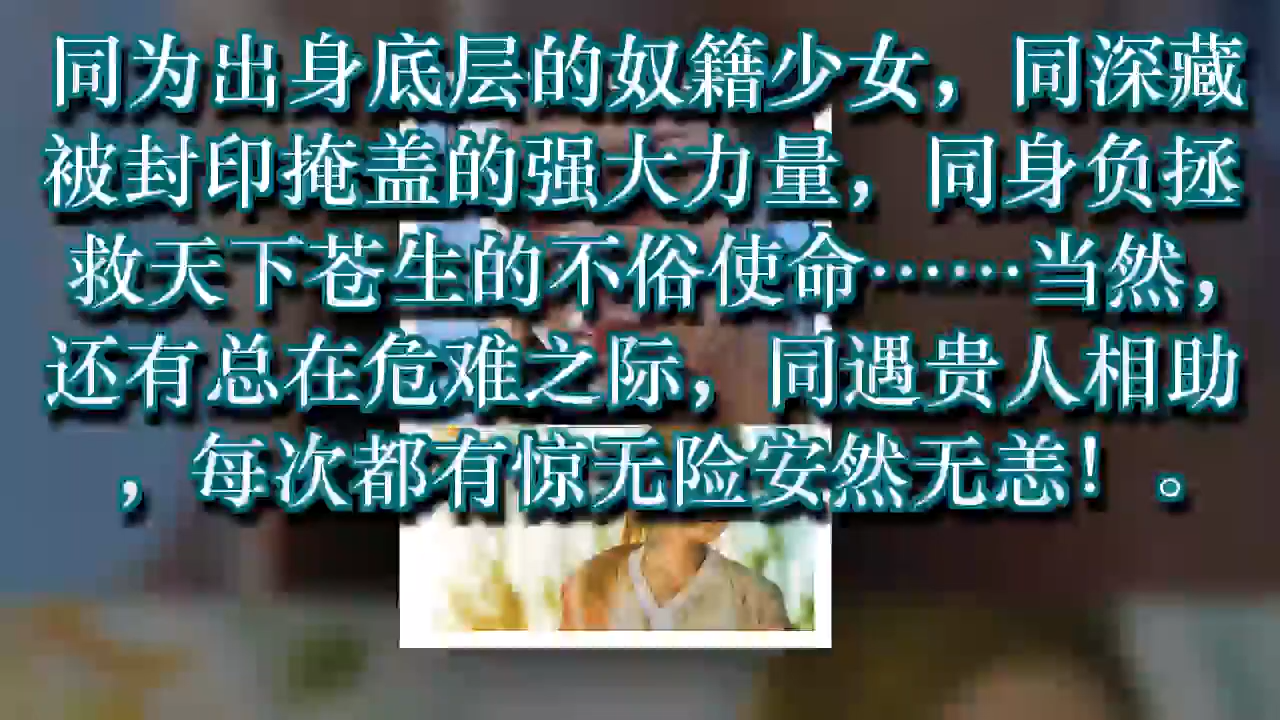 同为出身底层的奴籍少女，同深藏
被封印掩盖的强大力量，同身负拯
救天下苍生的不俗使命……当然，
还有总在危难之际，同遇贵人相助
，每次都有惊无险安然无恙！。